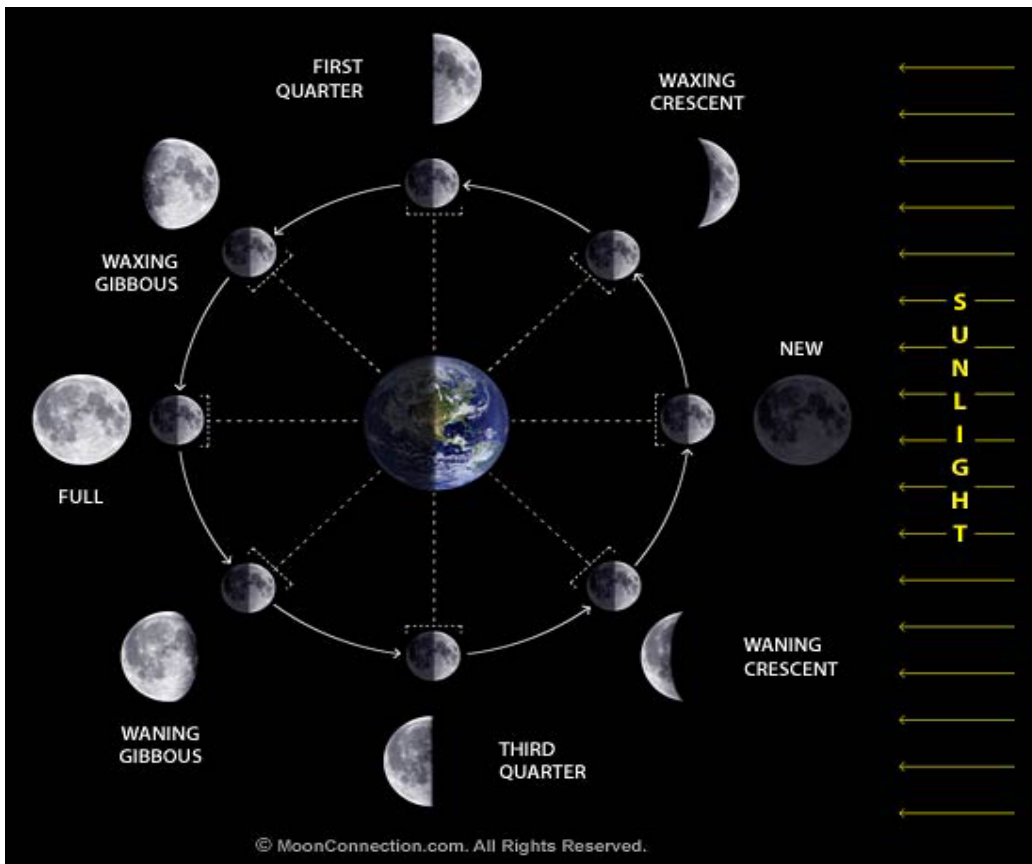 FIRST
QUARTER
WAXING
CRESCENT
WAXING
GIBBOUS
NEW
SUNLIGHT
FULL
WANING
CRESCENT
WANING
GIBBOUS
THIRD
QUARTER
© MoonConnection.com. All Rights Reserved.